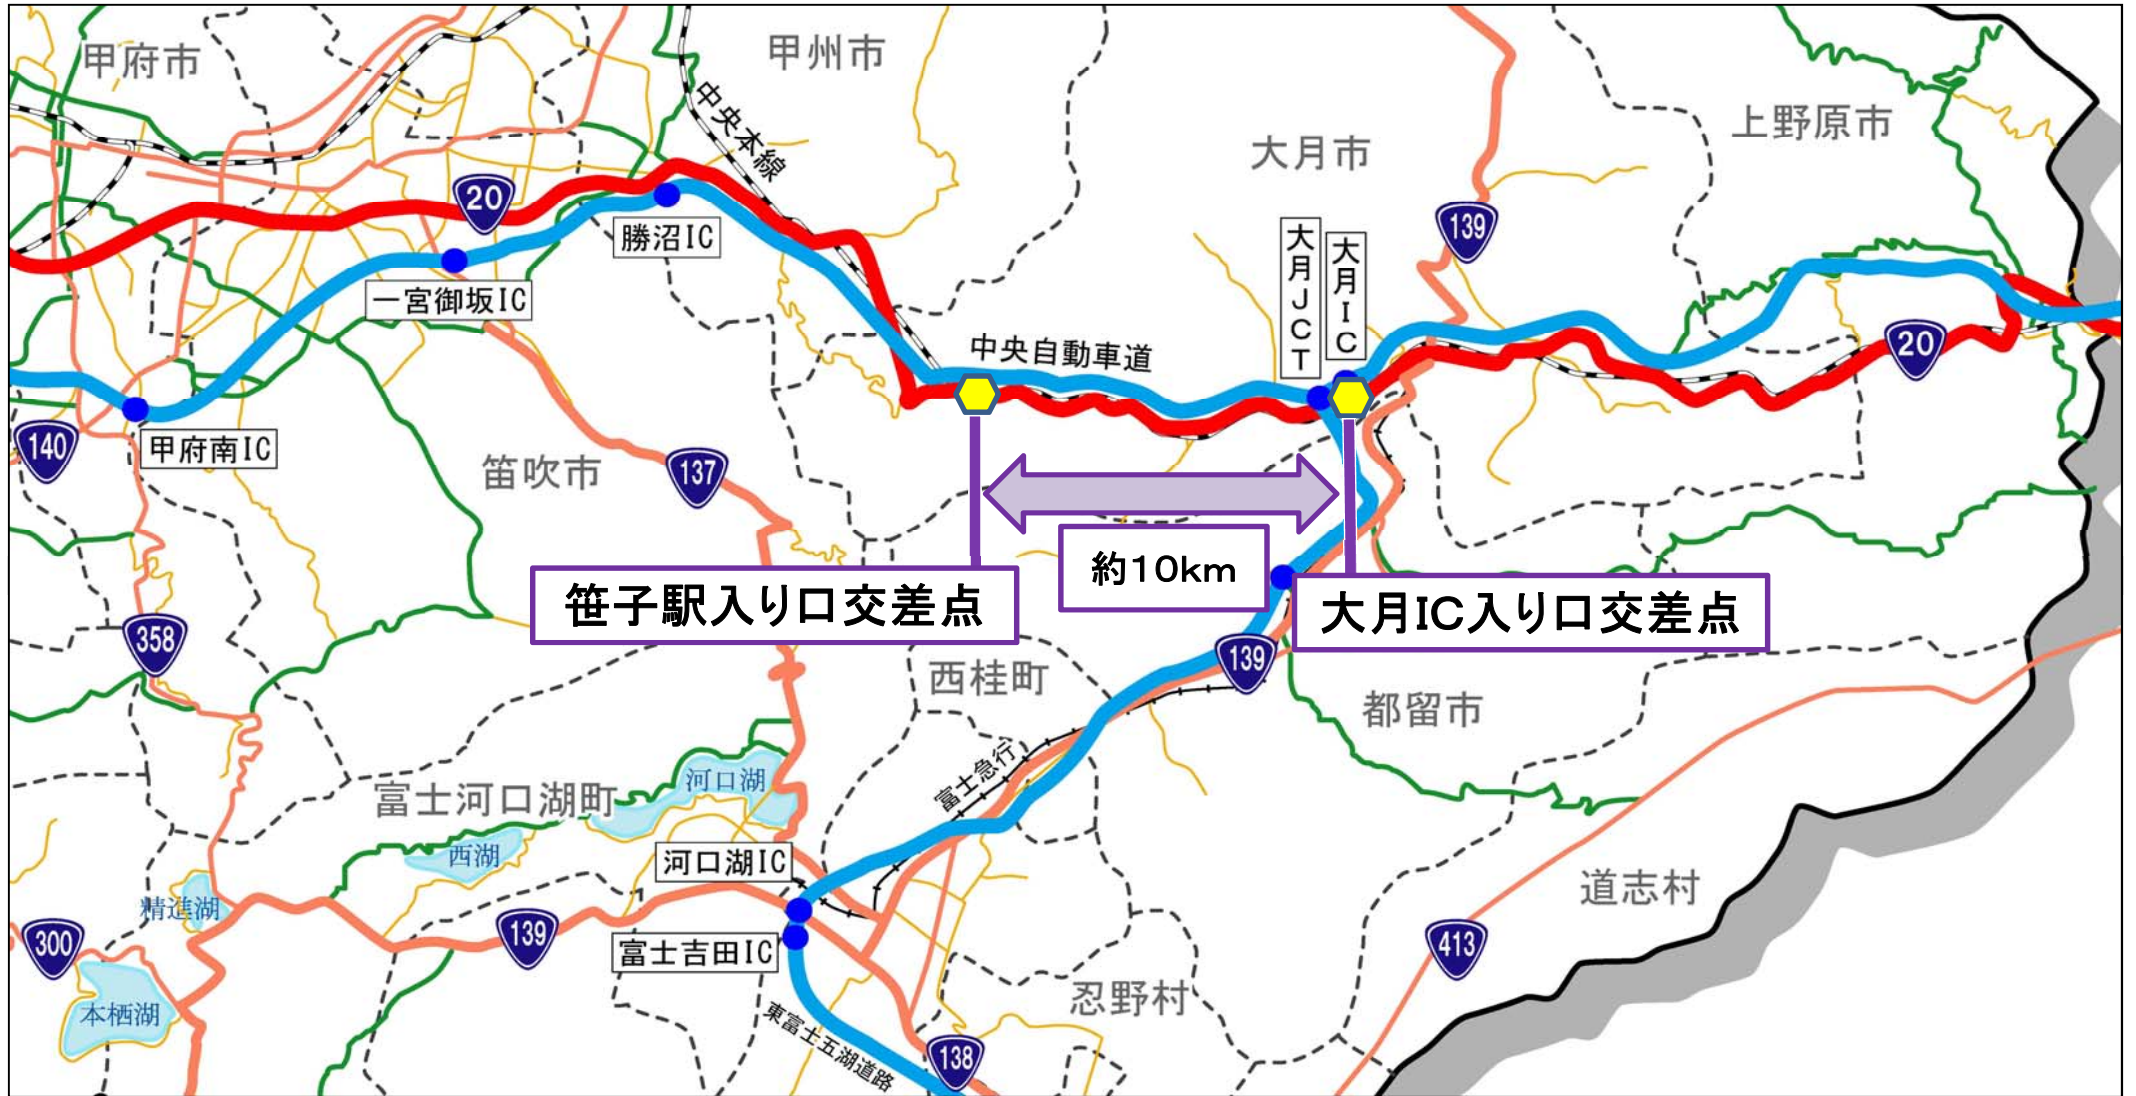 甲府市
甲州市
中央本線
上野原市
大月市
20
139
勝沼IC
大月JCT
大月IC
一宮御坂IC
中央自動車道
20
140
甲府南IC
笛吹市
137
約10km
笹子駅入り口交差点
大月IC入り口交差点
358
139
西桂町
都留市
富士急行
河口湖
富士河口湖町
西湖
河口湖IC
道志村
精進湖
300
139
富士吉田IC
413
本栖湖
忍野村
東富士五湖道路
138